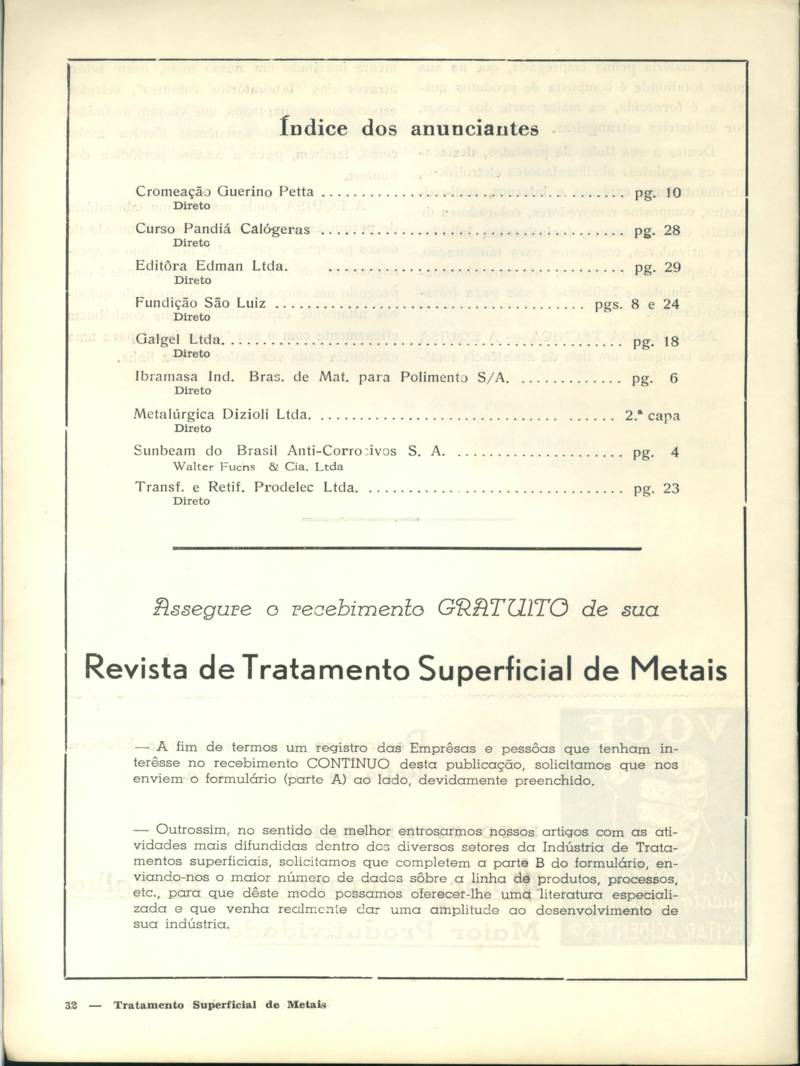 Índice dos anunciantes
Cromeação Guerino Petta ........................................ pg. 10
Direto
Curso Pandiá Calógeras ........................................ pg. 28
Direto
Editôra Edman Ltda. ...................................... pg. 29
Direto
Fundição São Luiz ........................................ pgs. 8 e 24
Direto
Galgel Ltda. .................................................. pg. 18
Direto
Ibramasa Ind. Bras. de Mat. para Polimento S/A. ............. pg. 6
Direto
Metalúrgica Dizioli Ltda. ............................... ...... 2.ª capa
Direto
Sunbeam do Brasil Anti-Corrosivos S. A. ..................... pg. 4
Walter Fuchs & Cia. Ltda
Transf. e Retif. Prodelec Ltda. ................................. pg. 23
Direto
Assegure o recebimento GRATUITO de sua
Revista de Tratamento Superficial de Metais
— A fim de termos um registro das Emprêsas e pessôas que tenham in-
terêsse no recebimento CONTINUO desta publicação, solicitamos que nos
enviem o formulário (parte A) ao lado, devidamente preenchido.
— Outrossim, no sentido de melhor entrosarmos nossos artigos com as ati-
vidades mais difundidas dentro dos diversos setores da Indústria de Trata-
mentos superficiais, solicitamos que completem a parte B do formulário, en-
viando-nos o maior número de dados sôbre a linha de produtos, processos,
etc., para que dêste modo possamos oferecer-lhe uma literatura especiali-
zada e que venha realmente dar uma amplitude ao desenvolvimento de
sua indústria.
32 — Tratamento Superficial de Metais